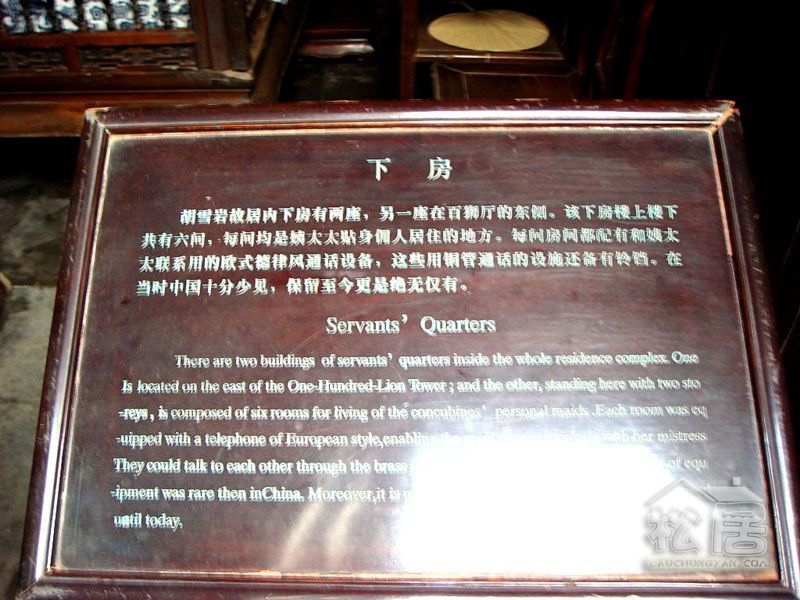 下 房
胡雪岩故居内下房有两座，另一座在百狮厅的东侧。该下房楼上楼下
共有六间，每间均是姨太太贴身佣人居住的地方。每间房间都配有和姨太
太联系用的欧式德律风通话设备，这些用铜管通话的设施还备有铃铛。在
当时中国十分少见，保留至今更是绝无仅有。
Servants' Quarters
There are two buildings of servants' quarters inside the whole residence complex. One
Is located on the east of the One-Hundred-Lion Tower ; and the other, standing here with two sto
-reys , is composed of six rooms for living of the concubines' personal maids .Each room was eq
-uipped with a telephone of European style,enabling the with her mistress
They could talk to each other through the brass of equ
-ipment was rare then inChina. Moreover,it is
until today,
松居
LAUCHUNGYAN.COM